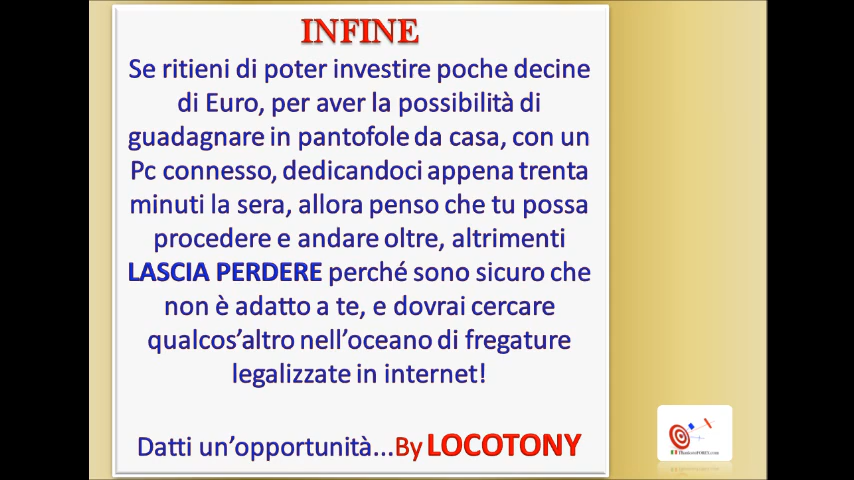 INFINE
Se ritieni di poter investire poche decine
di Euro, per aver la possibilità di
guadagnare in pantofole da casa, con un
Pc connesso, dedicandoci appena trenta
minuti la sera, allora penso che tu possa
procedere e andare oltre, altrimenti
LASCIA PERDERE perché sono sicuro che
non è adatto a te, e dovrai cercare
qualcos’altro nell’oceano di fregature
legalizzate in internet!
Datti un’opportunità...By LOCOTONY